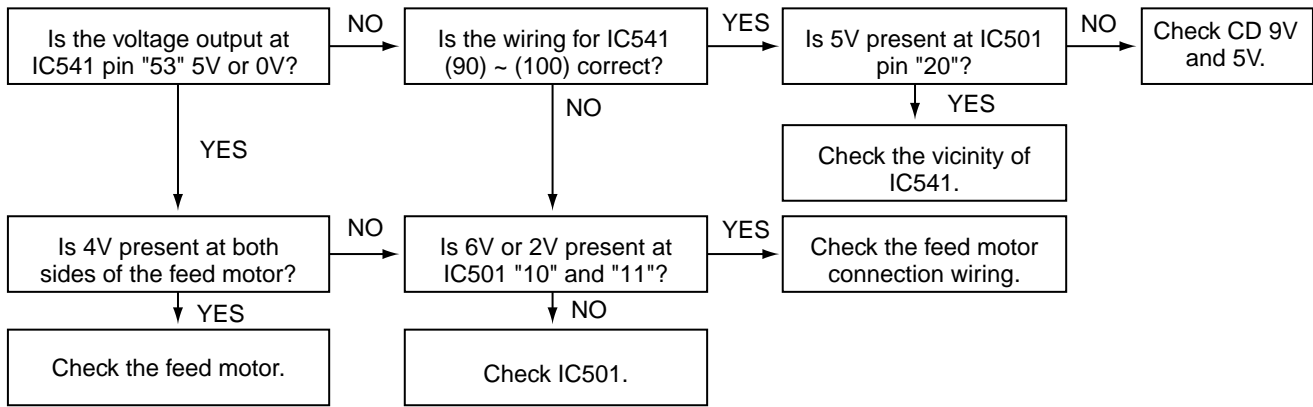 Is the voltage output at
IC541 pin "53" 5V or 0V?
NO
Is the wiring for IC541
(90) ~ (100) correct?
YES
Is 5V present at IC501
pin "20"?
NO
Check CD 9V
and 5V.
YES
NO
YES
Check the vicinity of
IC541.
Is 4V present at both
sides of the feed motor?
NO
Is 6V or 2V present at
IC501 "10" and "11"?
YES
Check the feed motor
connection wiring.
YES
NO
Check the feed motor.
Check IC501.